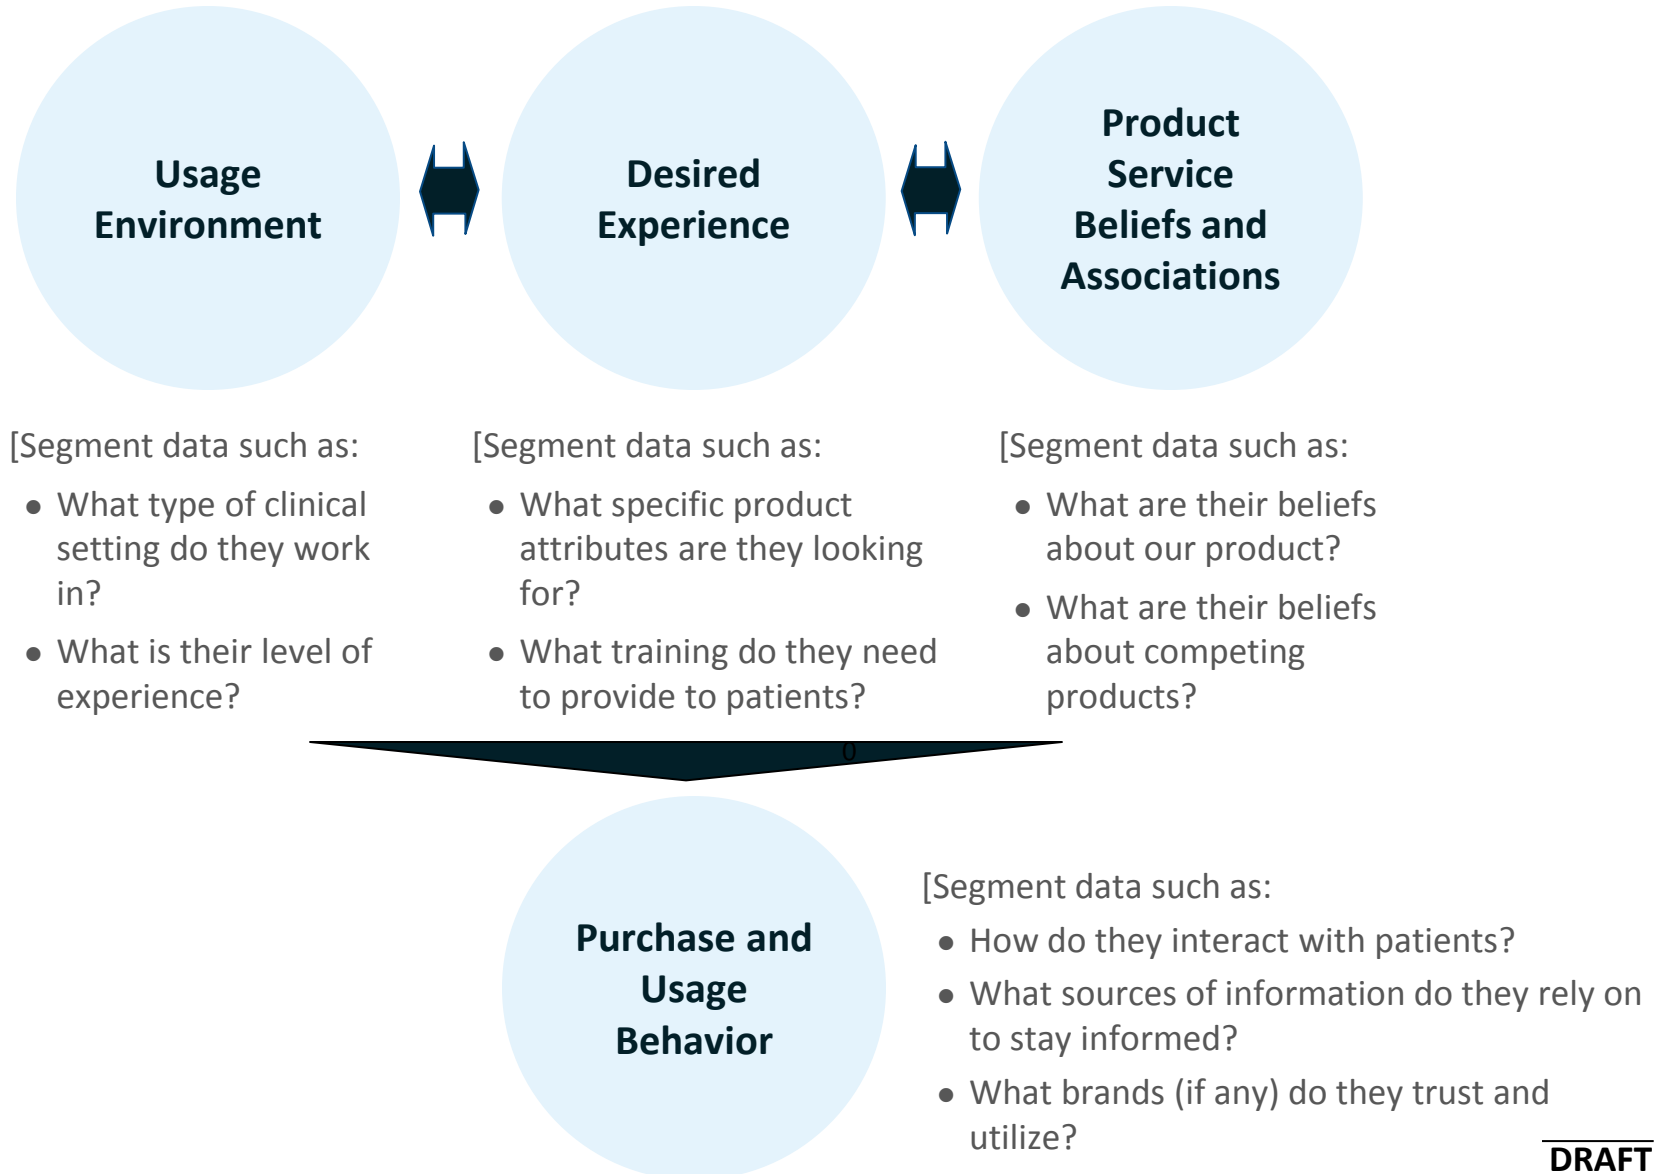 Usage
Environment
Desired
Experience
Product
Service
Beliefs and
Associations
[Segment data such as:
● What type of clinical
setting do they work
in?
● What is their level of
experience?
[Segment data such as:
● What specific product
attributes are they looking
for?
● What training do they need
to provide to patients?
[Segment data such as:
● What are their beliefs
about our product?
● What are their beliefs
about competing
products?
0
Purchase and
Usage
Behavior
[Segment data such as:
● How do they interact with patients?
● What sources of information do they rely on
to stay informed?
● What brands (if any) do they trust and
utilize?
DRAFT